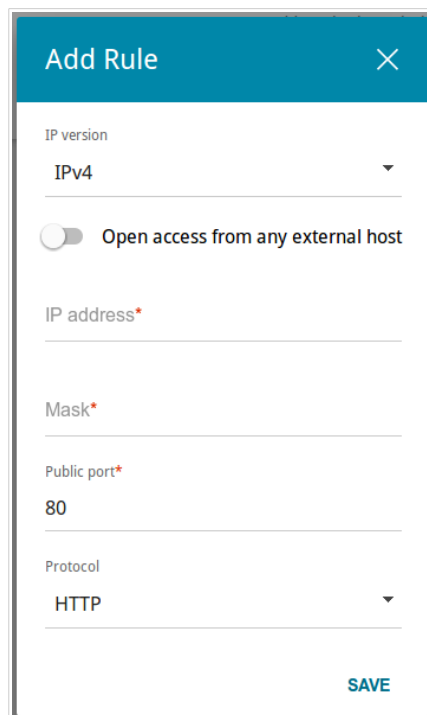 Add Rule
IP version
IPv4
Open access from any external host
IP address*
Mask*
Public port*
80
Protocol
HTTP
SAVE